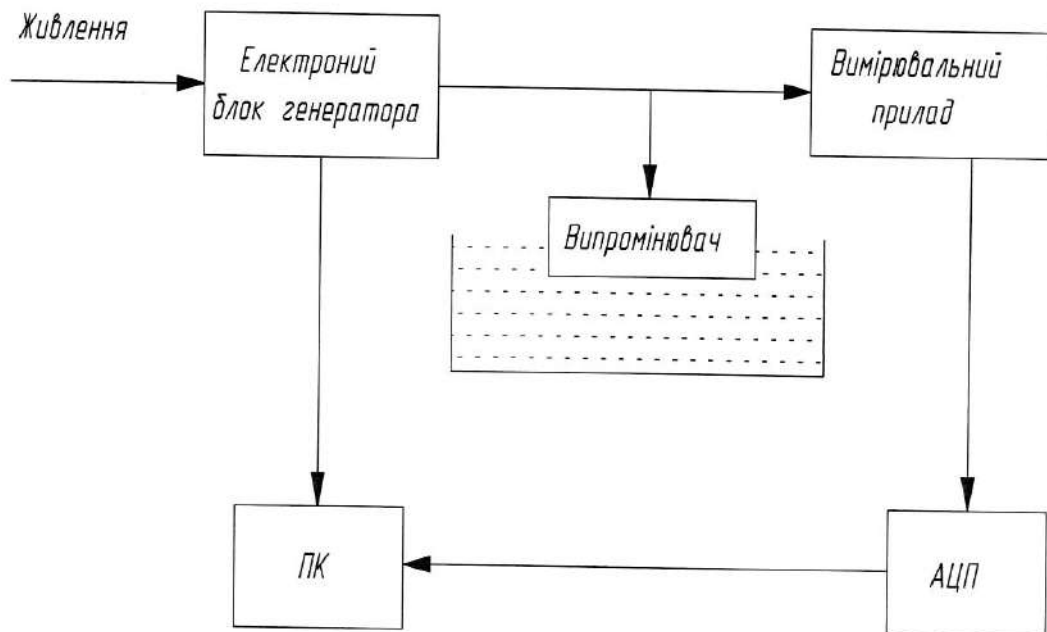 Живлення
Електроний
блок генератора
Вимірювальний
прилад
Випромінювач
ПК
АЦП